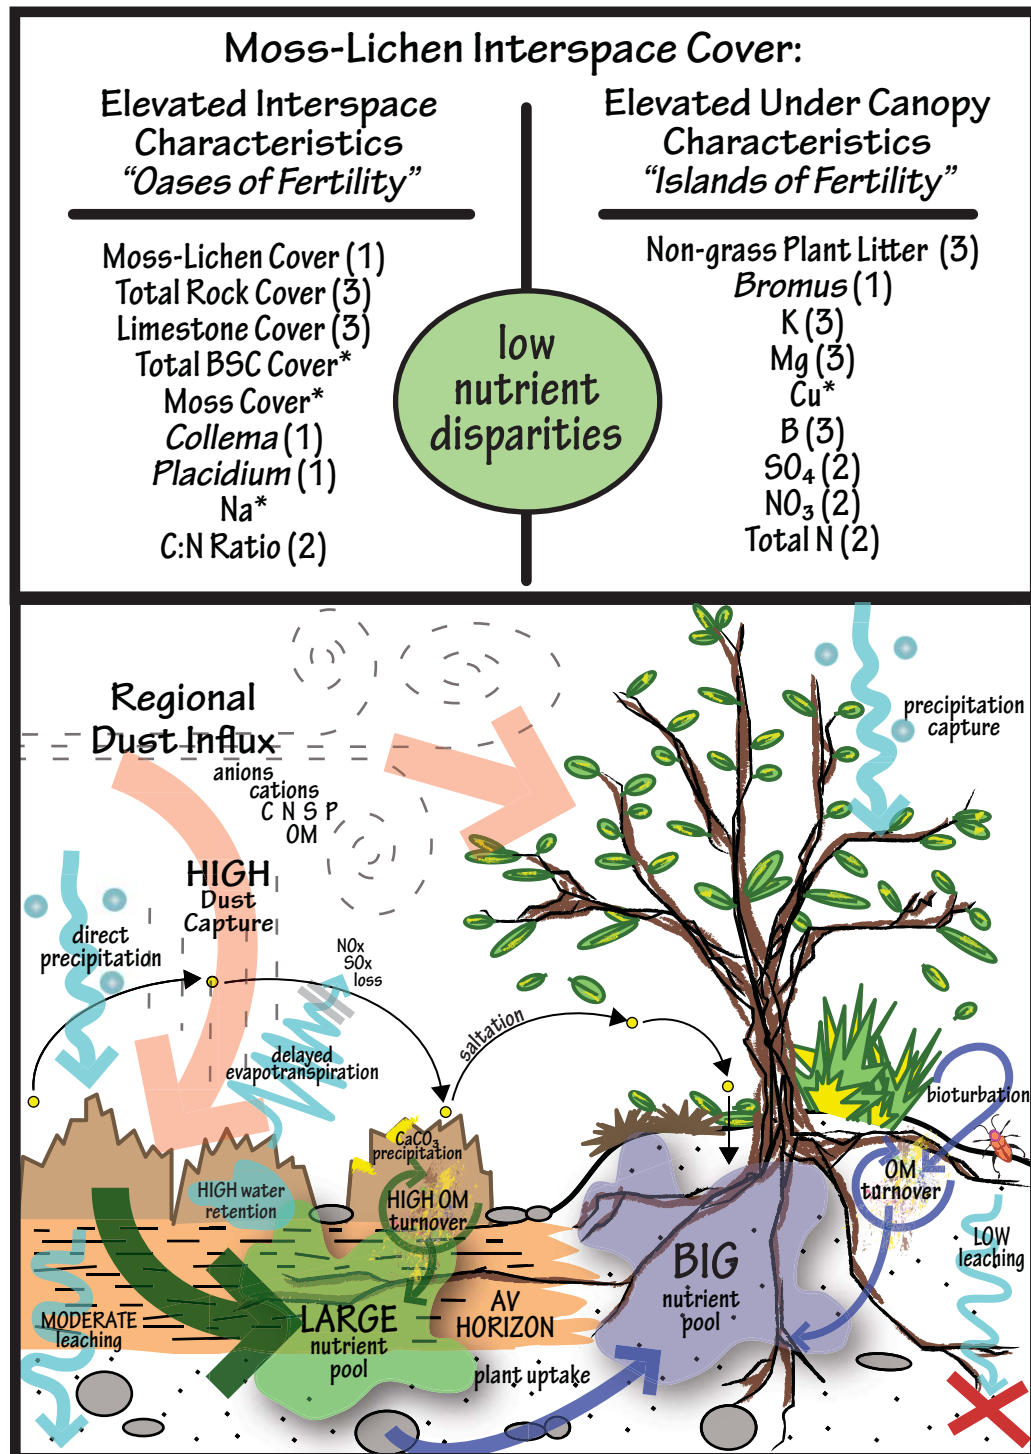 Moss-Lichen Interspace Cover:
Elevated Interspace
Characteristics
“Oases of Fertility”
Moss-Lichen Cover (1)
Total Rock Cover (3)
Limestone Cover (3)
Total BSC Cover*
Moss Cover*
Collema (1)
Placidium (1)
Na*
C:N Ratio (2)
low
nutrient
disparities
Elevated Under Canopy
Characteristics
“Islands of Fertility”
Non-grass Plant Litter (3)
Bromus (1)
K (3)
Mg (3)
Cu*
B (3)
SO₄ (2)
NO₃ (2)
Total N (2)
Regional
Dust Influx
anions
cations
C N S P
OM
precipitation
capture
HIGH
Dust
Capture
direct
precipitation
NOx
SOx
loss
saltation
delayed
evapotranspiration
bioturbation
CaCO₃
precipitation
HIGH water
retention
HIGH OM
turnover
OM
turnover
LOW
leaching
BIG
nutrient
pool
MODERATE
leaching
LARGE
nutrient
pool
AV
HORIZON
plant uptake